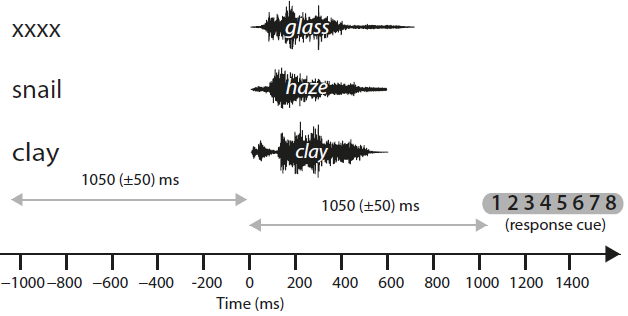 xxxx glass
snail haze
clay clay
1050 (±50) ms
1050 (±50) ms
1 2 3 4 5 6 7 8
(response cue)
−1000 −800 −600 −400 -200 0 200 400 600 800 1000 1200 1400
Time (ms)